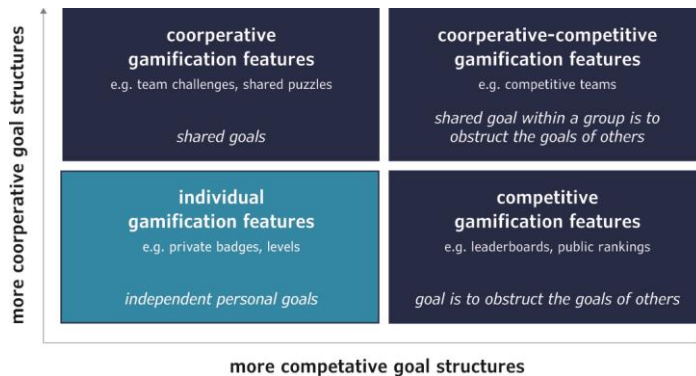 more coorperative goal structures
coorperative
gamification features
e.g. team challenges, shared puzzles
shared goals
coorperative-competitive
gamification features
e.g. competitive teams
shared goal within a group is to
obstruct the goals of others
individual
gamification features
e.g. private badges, levels
independent personal goals
competitive
gamification features
e.g. leaderboards, public rankings
goal is to obstruct the goals of others
more competative goal structures